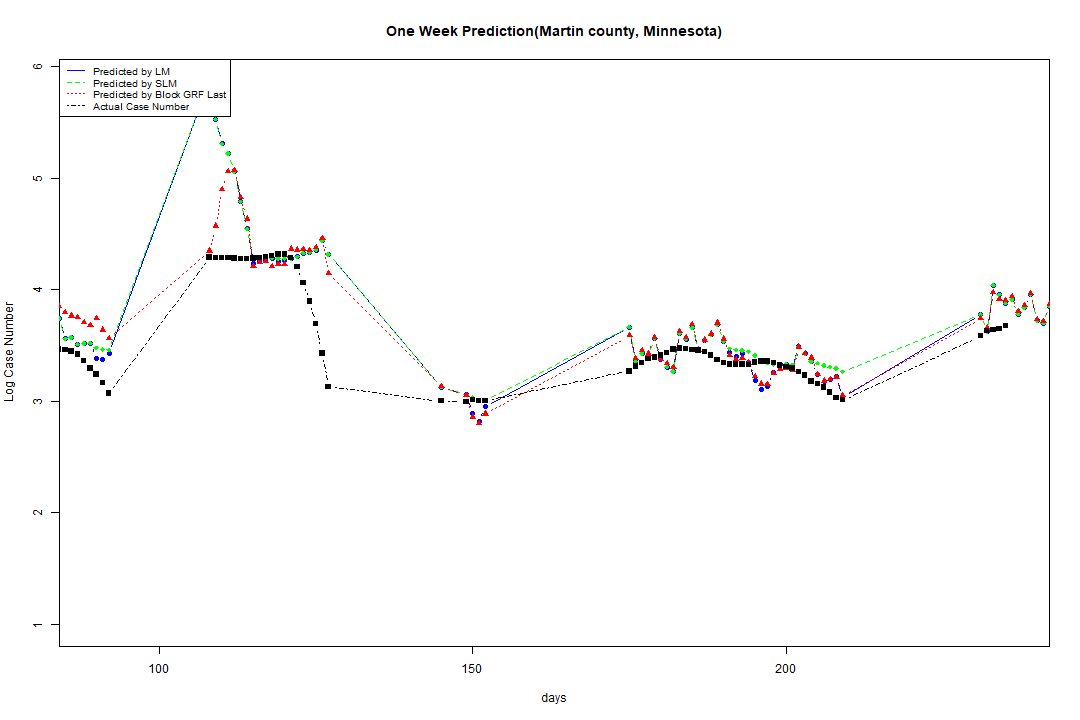 One Week Prediction(Martin county, Minnesota)
6
Predicted by LM
Predicted by SLM
Predicted by Block GRF Last
Actual Case Number
5
4
3
2
1
Log Case Number
100
150
200
days